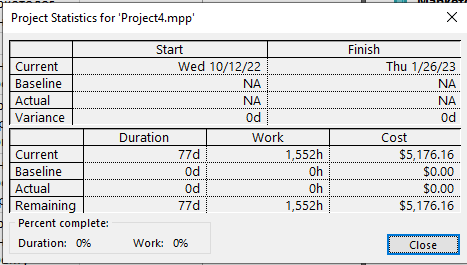 Marketi
Project Statistics for 'Project4.mpp'
Start Finish
Current Wed 10/12/22 Thu 1/26/23
Baseline NA NA
Actual NA NA
Variance 0d 0d
Duration Work Cost
Current 77d 1,552h $5,176.16
Baseline 0d 0h $0.00
Actual 0d 0h $0.00
Remaining 77d 1,552h $5,176.16
Percent complete:
Duration: 0% Work: 0%
Close